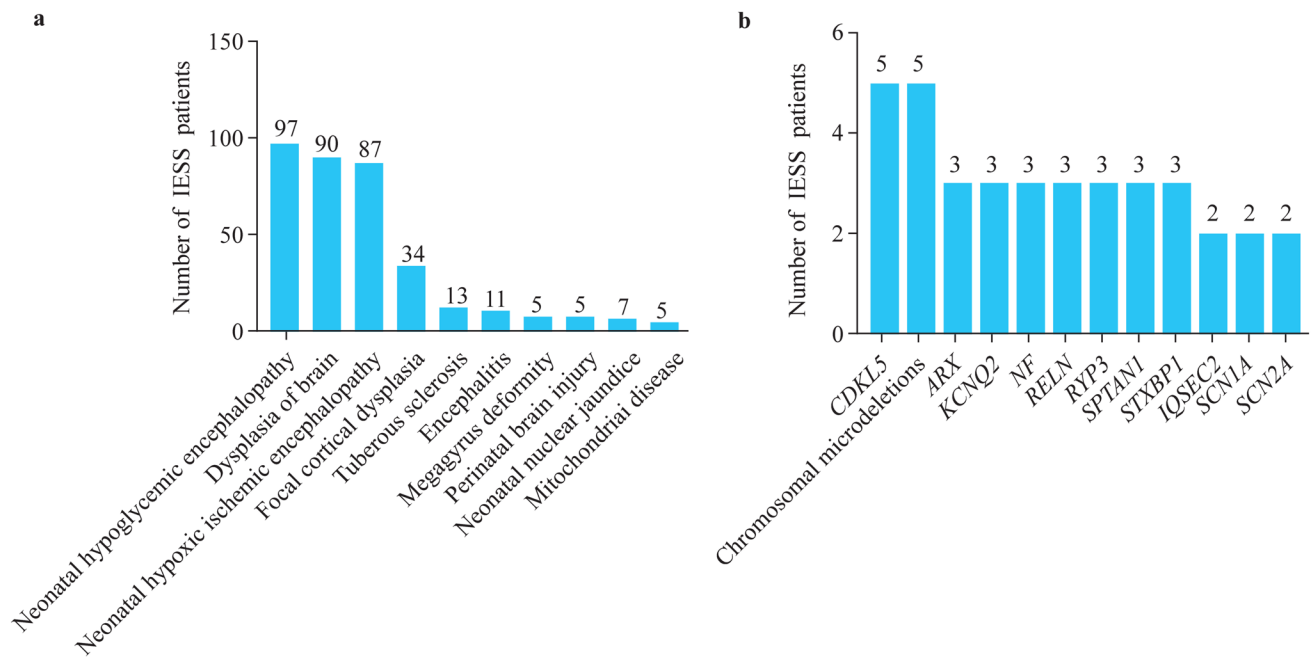 a
Number of IESS patients
150
100
50
0
97
90
87
34
13
11
5
5
7
5
Neonatal hypoglycemic encephalopathy
Dysplasia of brain
Neonatal hypoxic ischemic encephalopathy
Focal cortical dysplasia
Tuberous sclerosis
Encephalitis
Megagyrus deformity
Perinatal brain injury
Neonatal nuclear jaundice
Mitochondriai disease
b
Number of IESS patients
6
4
2
0
5
5
3
3
3
3
3
3
3
2
2
2
CDKL5
Chromosomal microdeletions
ARX
KCNQ2
NF
RELN
RYP3
SPTAN1
STXBP1
IQSEC2
SCN1A
SCN2A